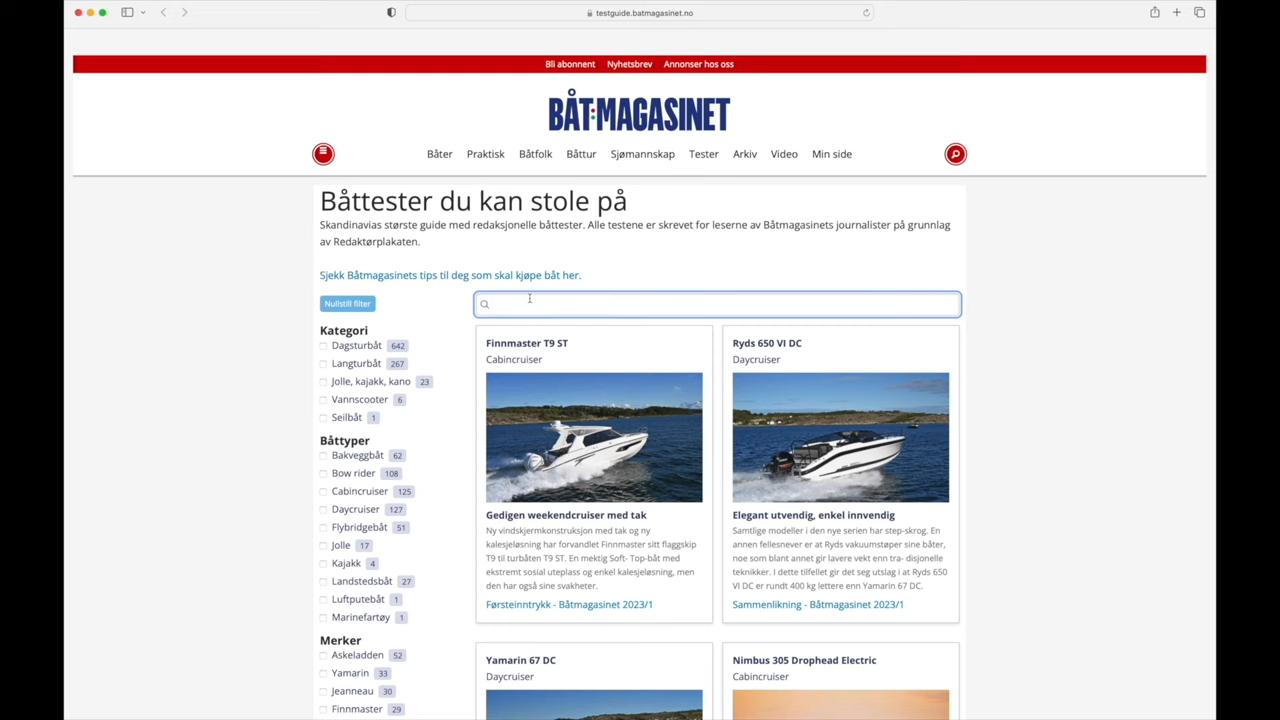 testguide.batmagasinet.no
Bli abonnent Nyhetsbrev Annonser hos oss
BÅTMAGASINET
Båter Praktisk Båtfolk Båttur Sjømannskap Tester Arkiv Video Min side
Båttester du kan stole på
Skandinavias største guide med redaksjonelle båttester. Alle testene er skrevet for leserne av Båtmagasinets journalister på grunnlag
av Redaktørplakaten.
Sjekk Båtmagasinets tips til deg som skal kjøpe båt her.
Nullstill filter
Kategori
Dagsturbåt 642
Langturbåt 267
Jolle, kajakk, kano 23
Vannscooter 6
Seilbåt 1
Båttyper
Bakveggbåt 62
Bow rider 108
Cabincruiser 125
Daycruiser 127
Flybridgebåt 51
Jolle 17
Kajakk 4
Landstedsbåt 27
Luftputebåt 1
Marinefartøy 1
Merker
Askeladden 52
Yamarin 33
Jeanneau 30
Finnmaster 29
Finnmaster T9 ST
Cabincruiser
Gedigen weekendcruiser med tak
Ny vindskjermkonstruksjon med tak og ny
kalesjeløsning har forvandlet Finnmaster sitt flaggskip
T9 til turbåten T9 ST. En mektig Soft- Top-båt med
ekstremt sosial uteplass og enkel kalesjeløsning, men
den har også sine svakheter.
Førsteinntrykk - Båtmagasinet 2023/1
Ryds 650 VI DC
Daycruiser
Elegant utvendig, enkel innvendig
Samtlige modeller i den nye serien har step-skrog. En
annen fellesnever er at Ryds vakuumstøper sine båter,
noe som blant annet gir lavere vekt enn tra- disjonelle
teknikker. I dette tilfellet gir det seg utslag i at Ryds 650
VI DC er rundt 400 kg lettere enn Yamarin 67 DC.
Sammenlikning - Båtmagasinet 2023/1
Yamarin 67 DC
Daycruiser
Nimbus 305 Drophead Electric
Cabincruiser